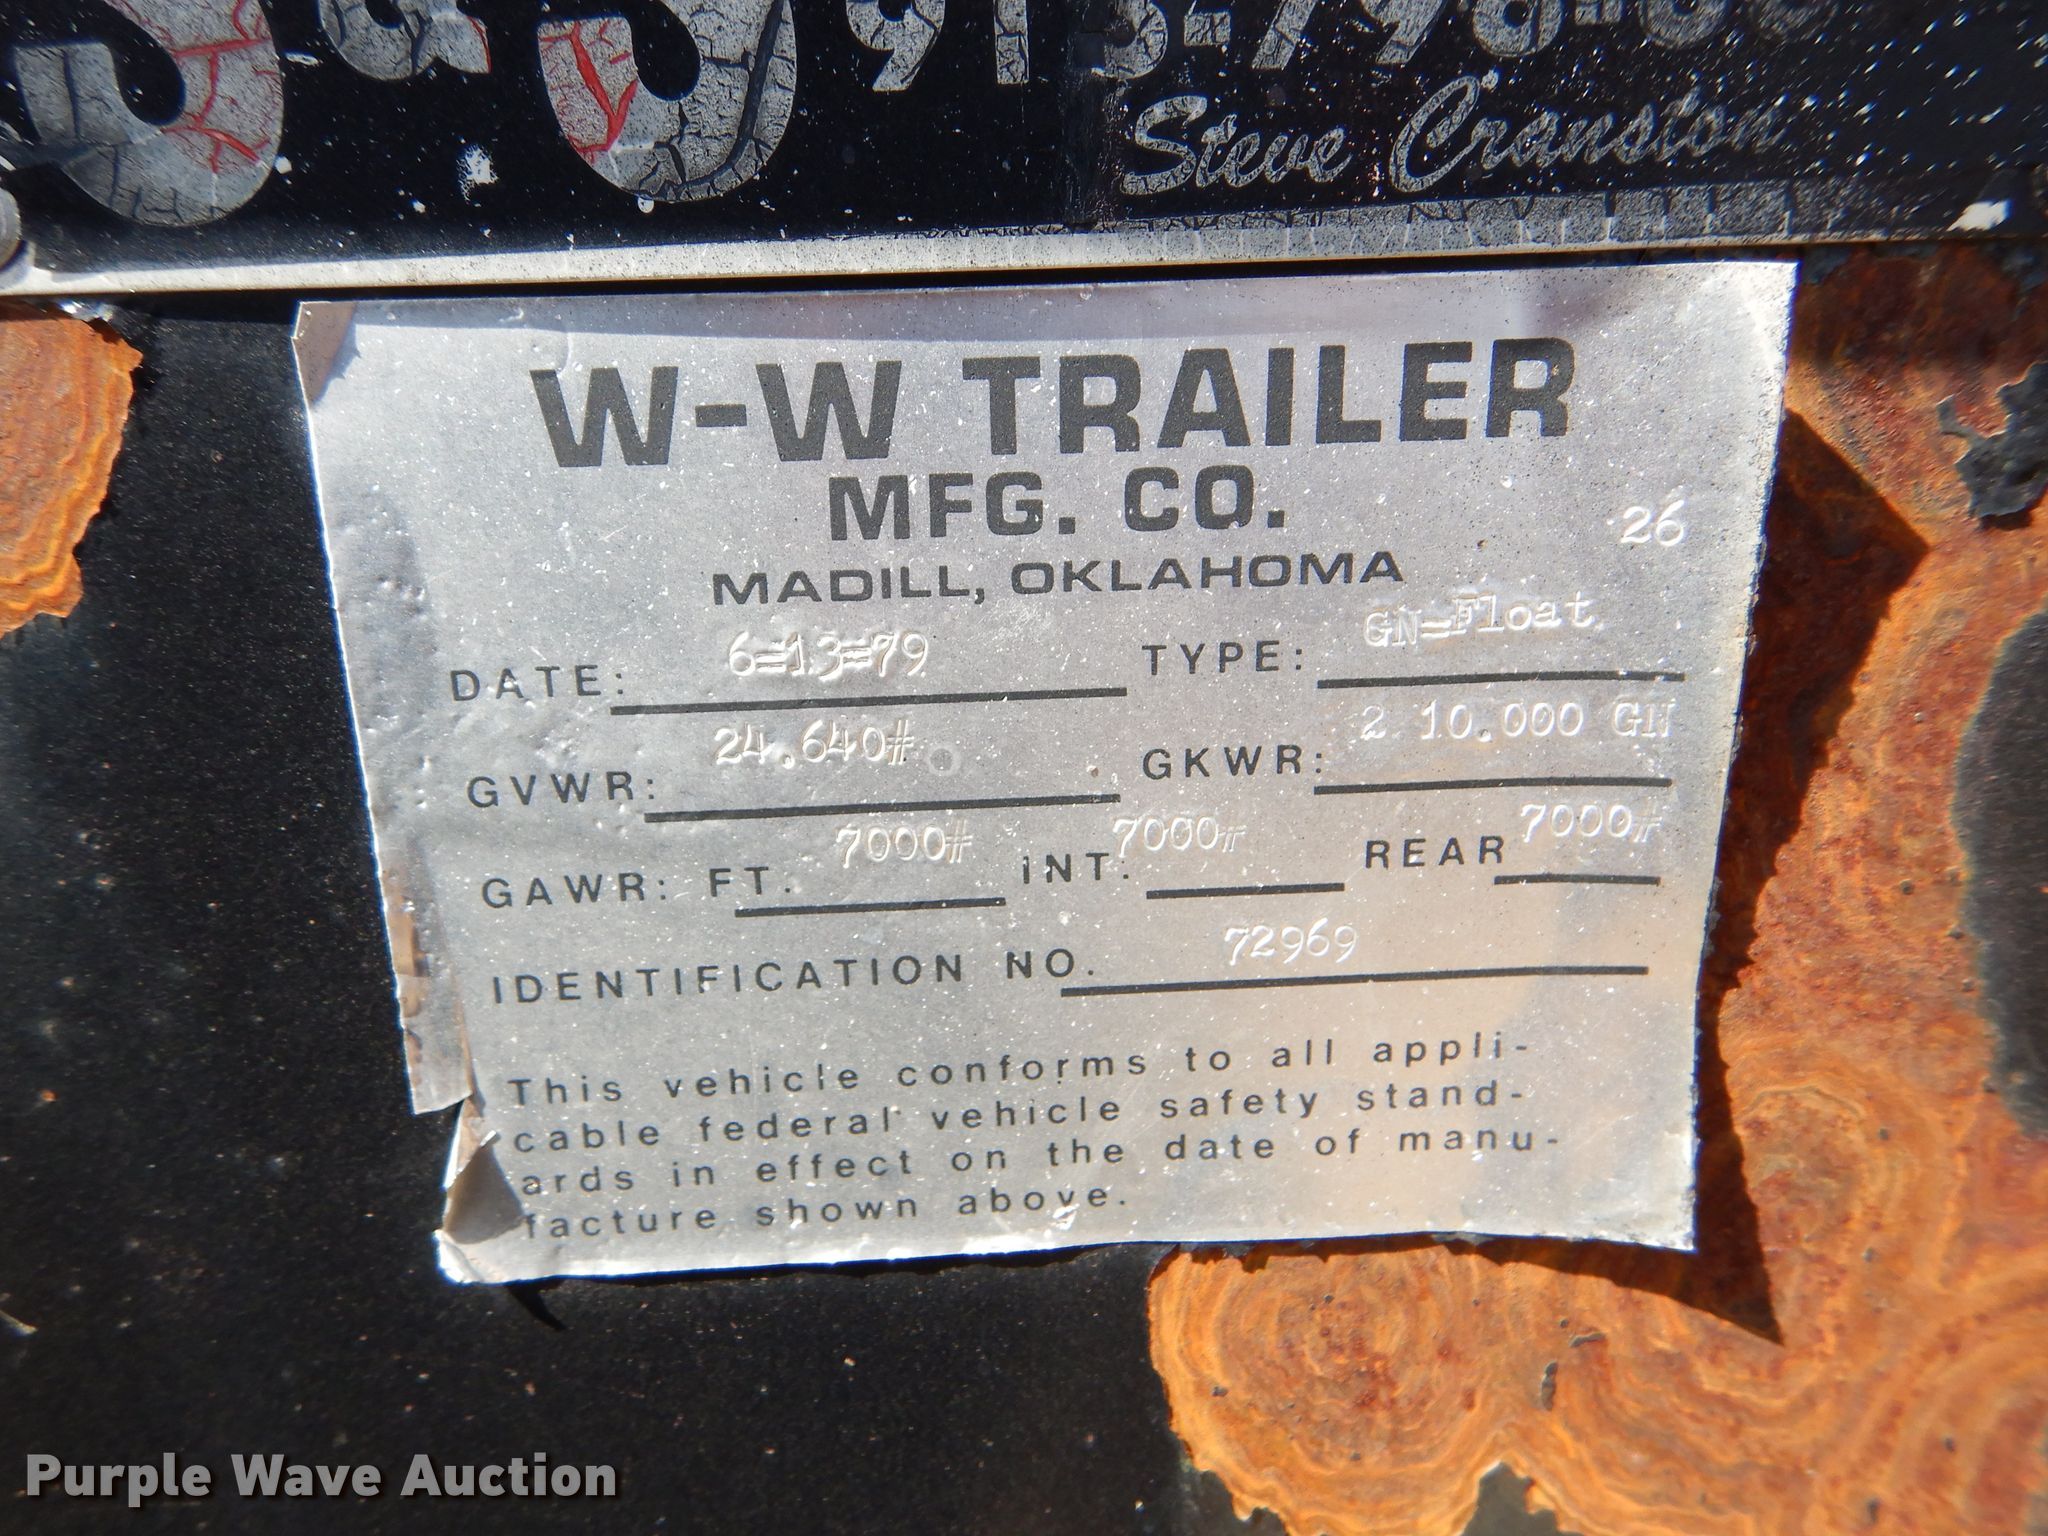 S&S
Steve Cranston
W-W TRAILER
MFG. CO.
26
MADILL, OKLAHOMA
DATE: 6=13=79 TYPE: GN=Float
GVWR: 24.640# GKWR: 2 10.000 GN
GAWR: FT. 7000# INT: 7000# REAR 7000#
IDENTIFICATION NO. 72969
This vehicle conforms to all appli-
cable federal vehicle safety stand-
ards in effect on the date of manu-
facture shown above.
Purple Wave Auction